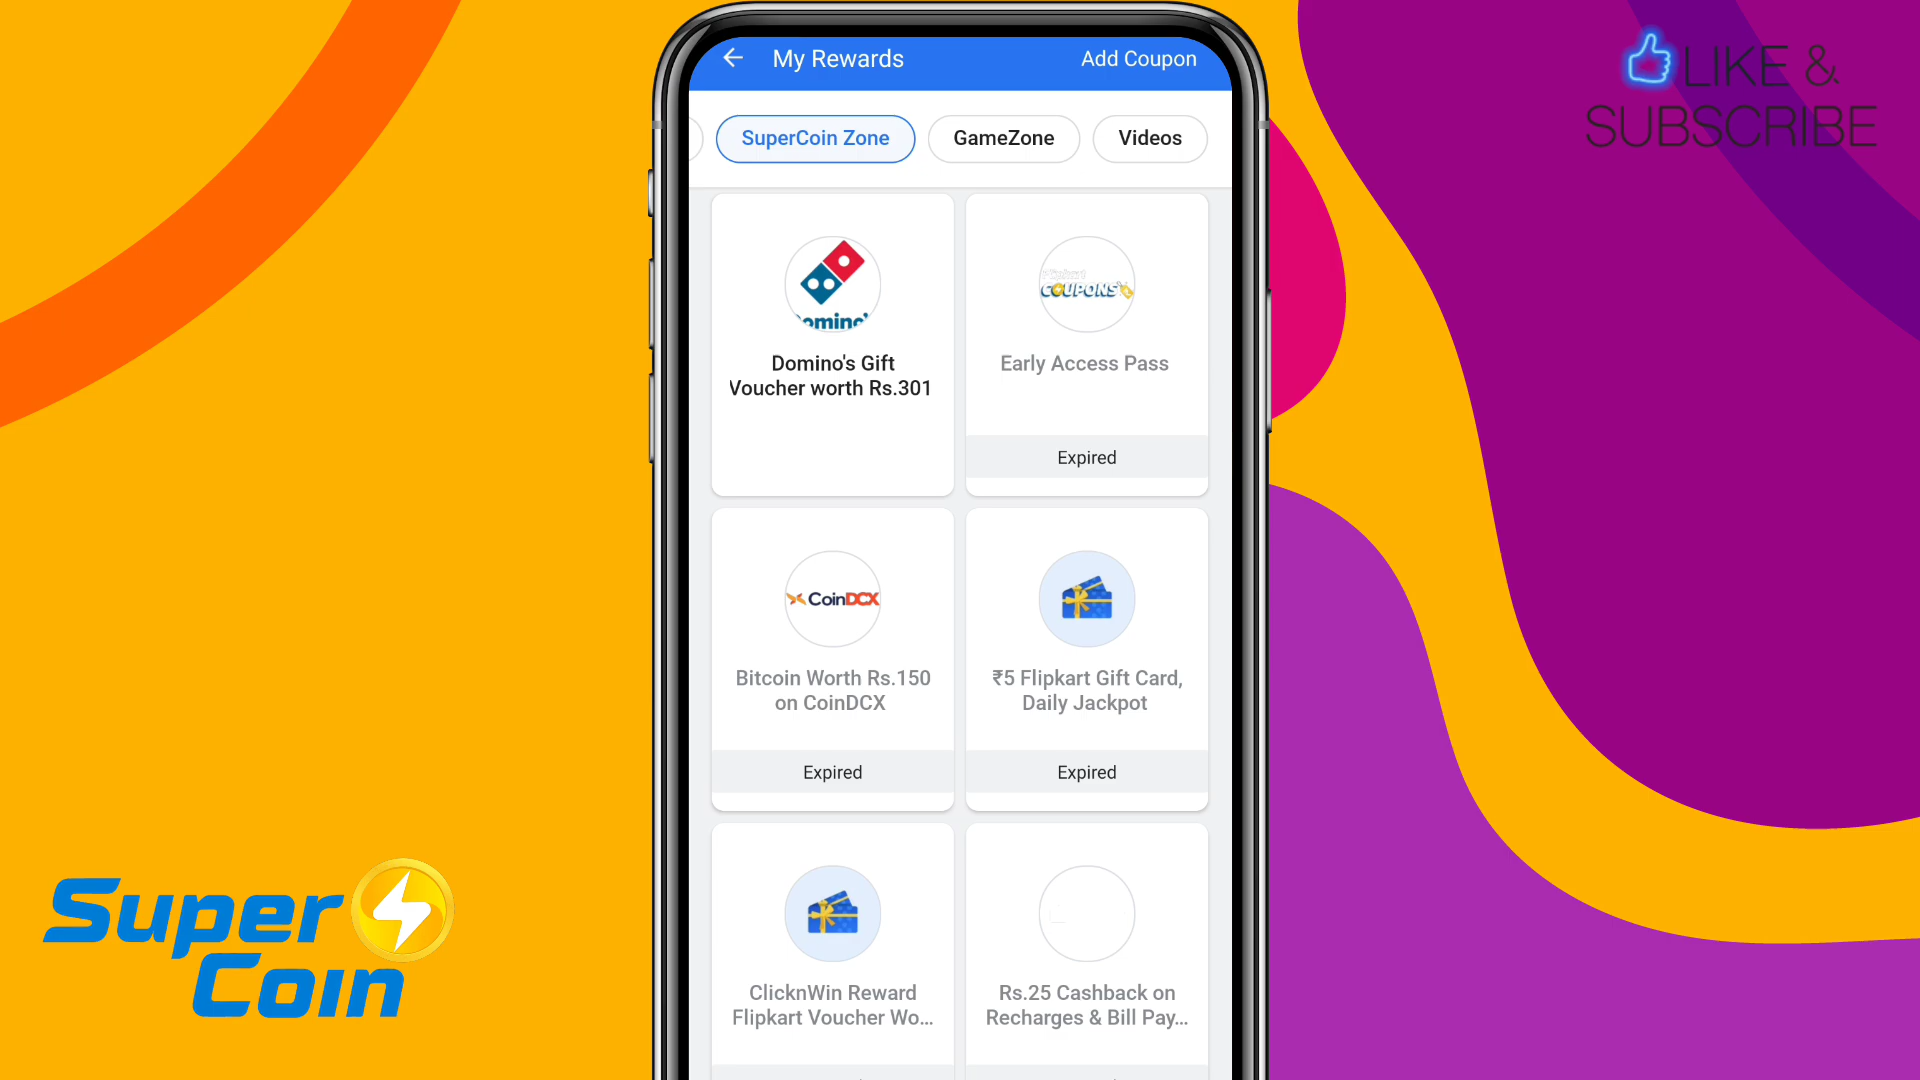 My Rewards
Add Coupon
LIKE &
SUBSCRIBE
SuperCoin Zone
GameZone
Videos
COUPONS
Domino's Gift
Voucher worth Rs.301
Early Access Pass
Expired
CoinDCX
Bitcoin Worth Rs.150
on CoinDCX
₹5 Flipkart Gift Card,
Daily Jackpot
Expired
Expired
Super
Coin
ClicknWin Reward
Flipkart Voucher Wo...
Rs.25 Cashback on
Recharges & Bill Pay...